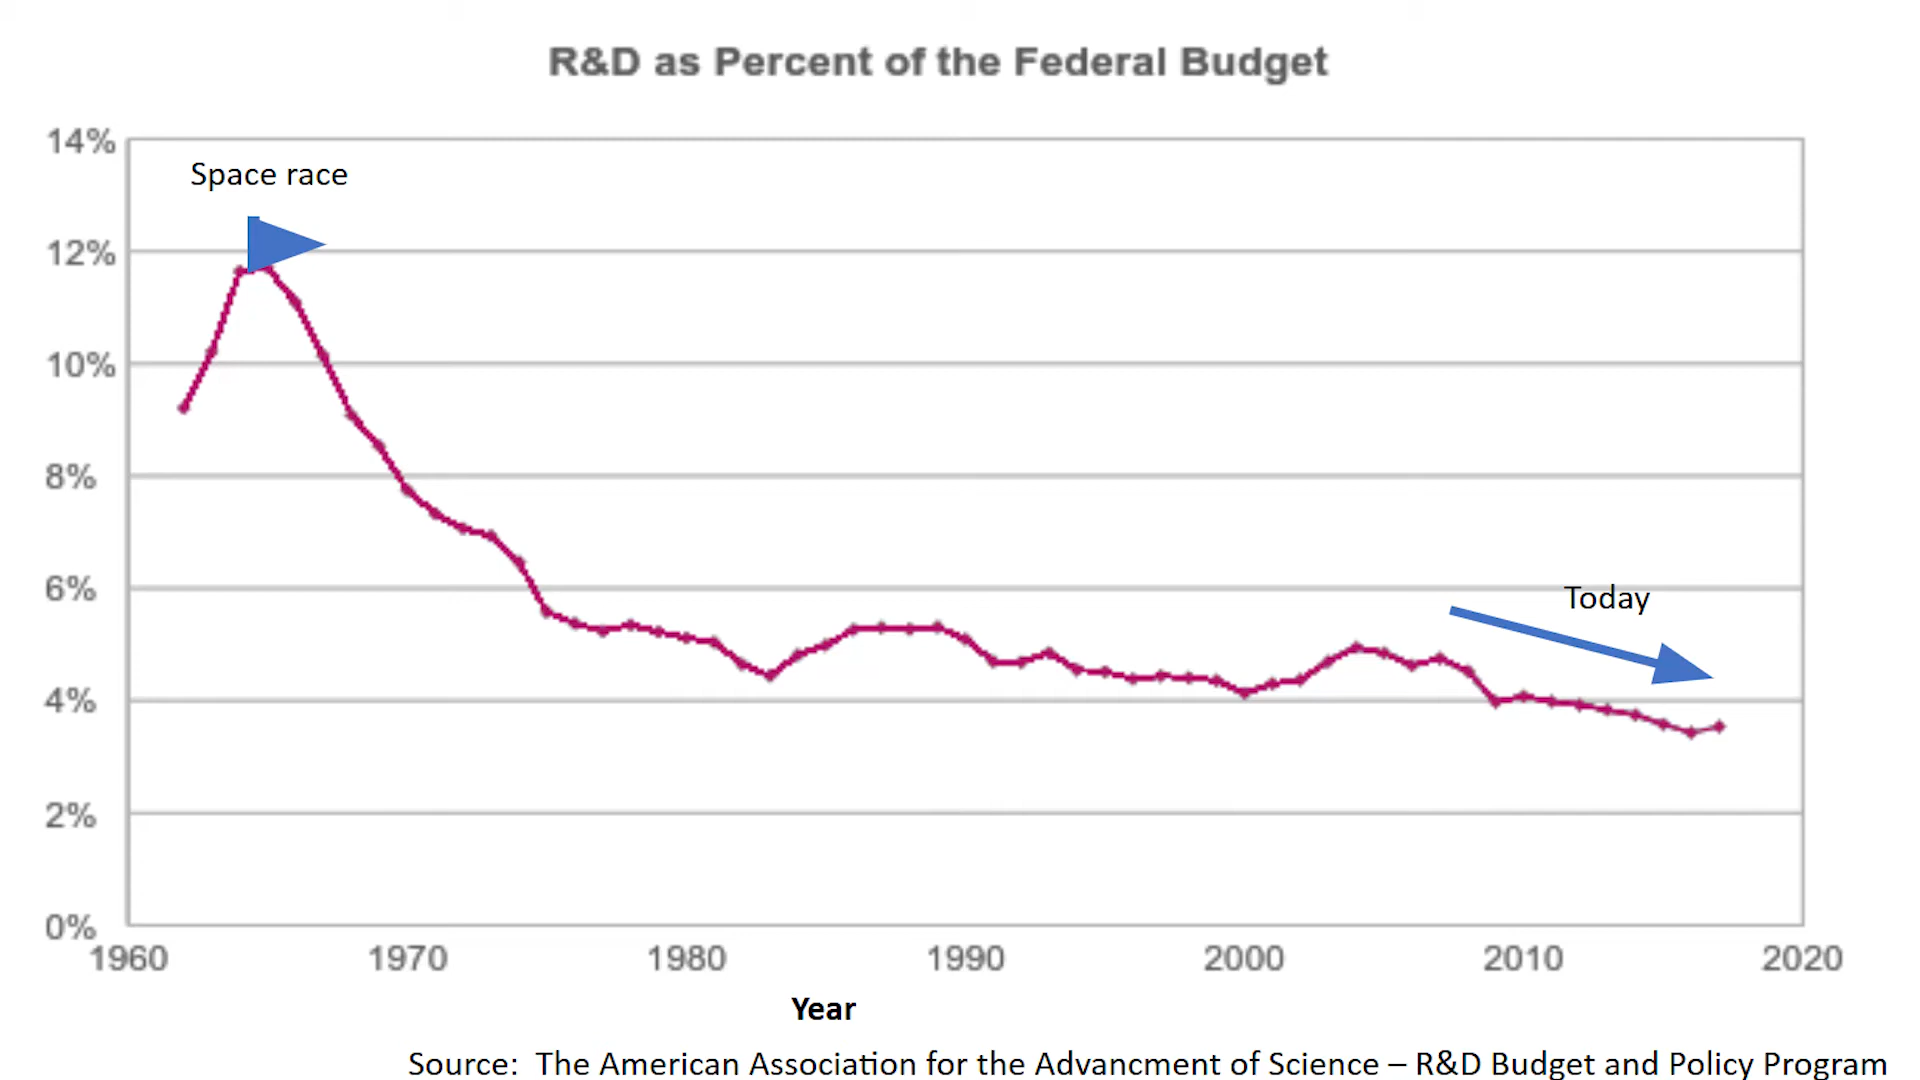 R&D as Percent of the Federal Budget
14%
Space race
12%
10%
8%
6%
Today
4%
2%
0%
1960 1970 1980 1990 2000 2010 2020
Year
Source:  The American Association for the Advancment of Science – R&D Budget and Policy Program